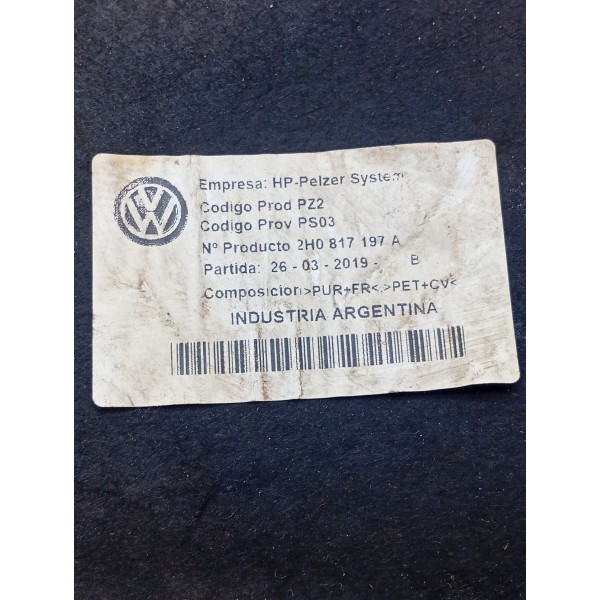 Empresa: HP-Pelzer System
Codigo Prod PZ2
Codigo Prov PS03
Nº Producto 2H0 817 197 A
Partida: 26 - 03 - 2019 - B
Composicion>PUR+FR<.>PET+CV<
INDUSTRIA ARGENTINA